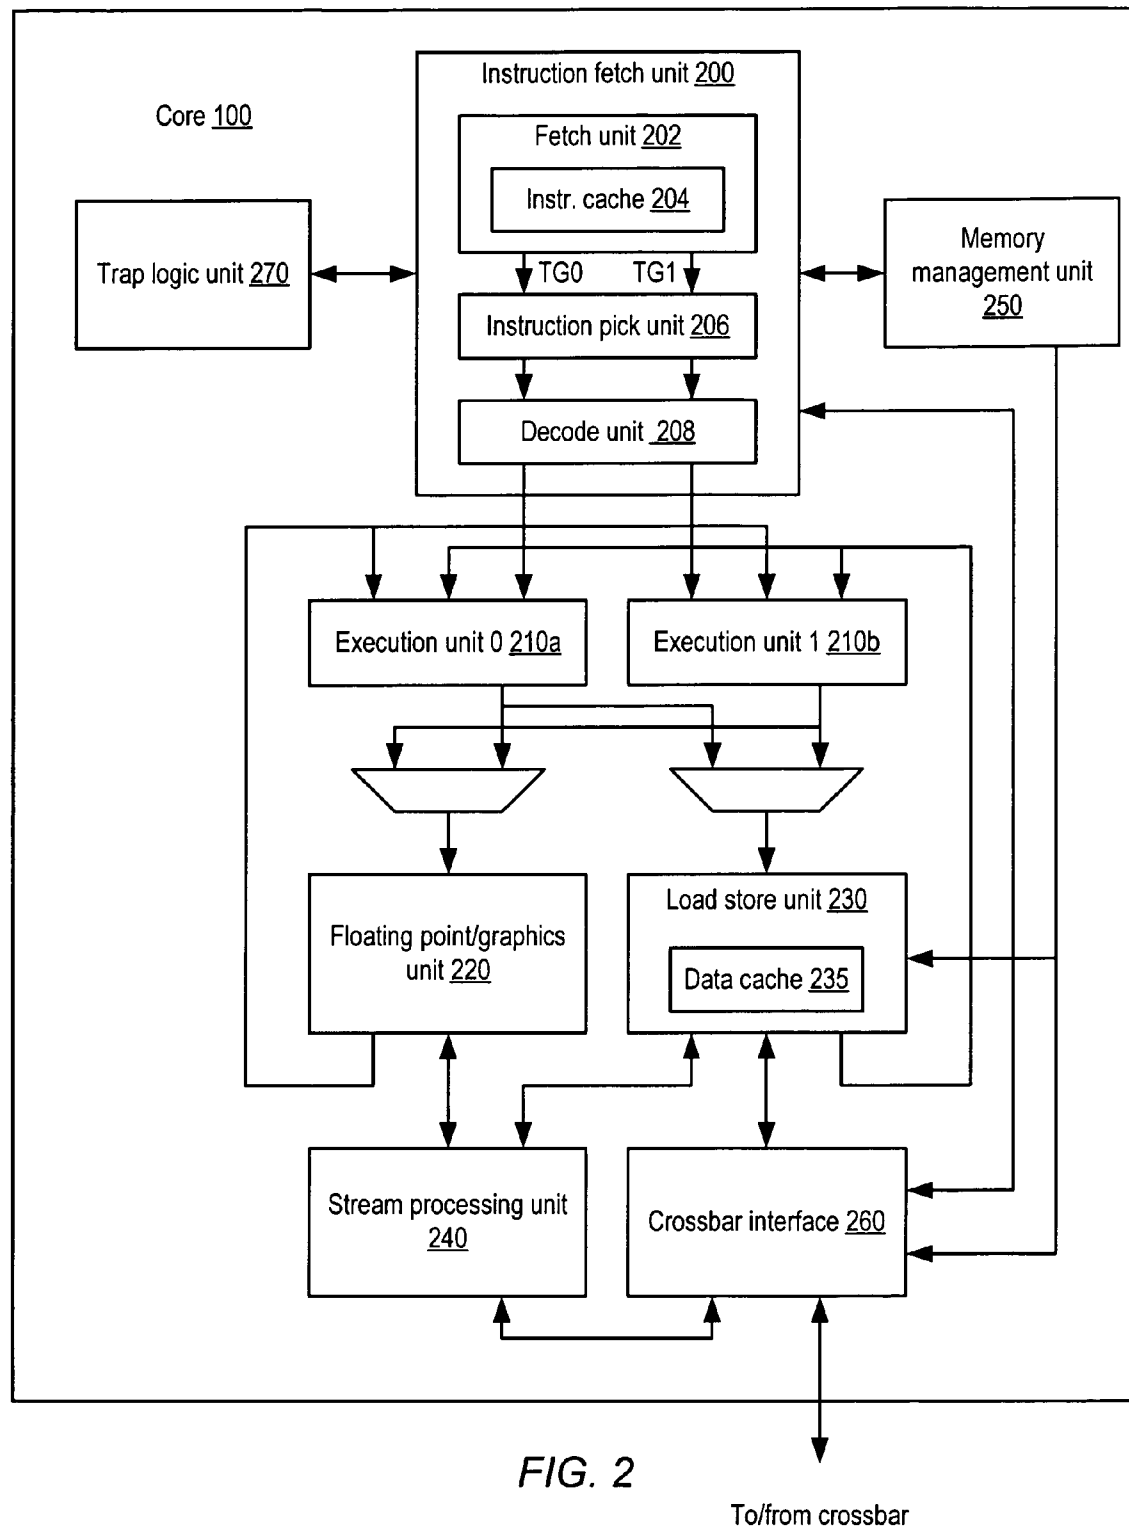 Instruction fetch unit 200
Core 100
Fetch unit 202
Instr. cache 204
Trap logic unit 270
Memory
management unit
250
TG0
TG1
Instruction pick unit 206
Decode unit 208
Execution unit 0 210a
Execution unit 1 210b
Floating point/graphics
unit 220
Load store unit 230
Data cache 235
Stream processing unit
240
Crossbar interface 260
FIG. 2
To/from crossbar